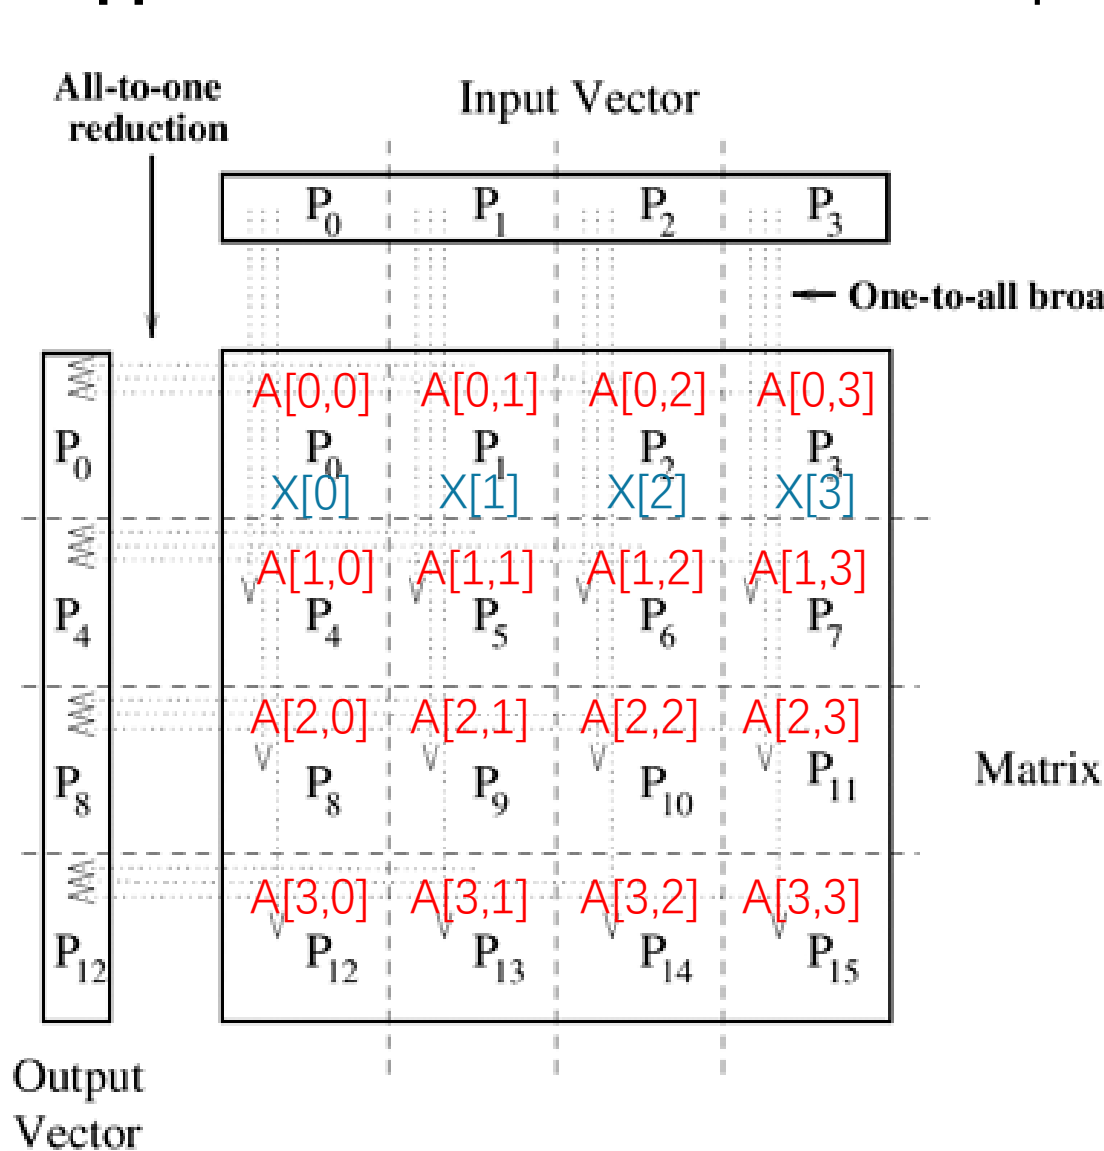 All-to-one
reduction
Input Vector
P0 P1 P2 P3
One-to-all broa
A[0,0] A[0,1] A[0,2] A[0,3]
P0 P0 P1 P2 P3
X[0] X[1] X[2] X[3]
A[1,0] A[1,1] A[1,2] A[1,3]
P4 P4 P5 P6 P7
A[2,0] A[2,1] A[2,2] A[2,3]
P8 P8 P9 P10 P11
Matrix
A[3,0] A[3,1] A[3,2] A[3,3]
P12 P12 P13 P14 P15
Output
Vector